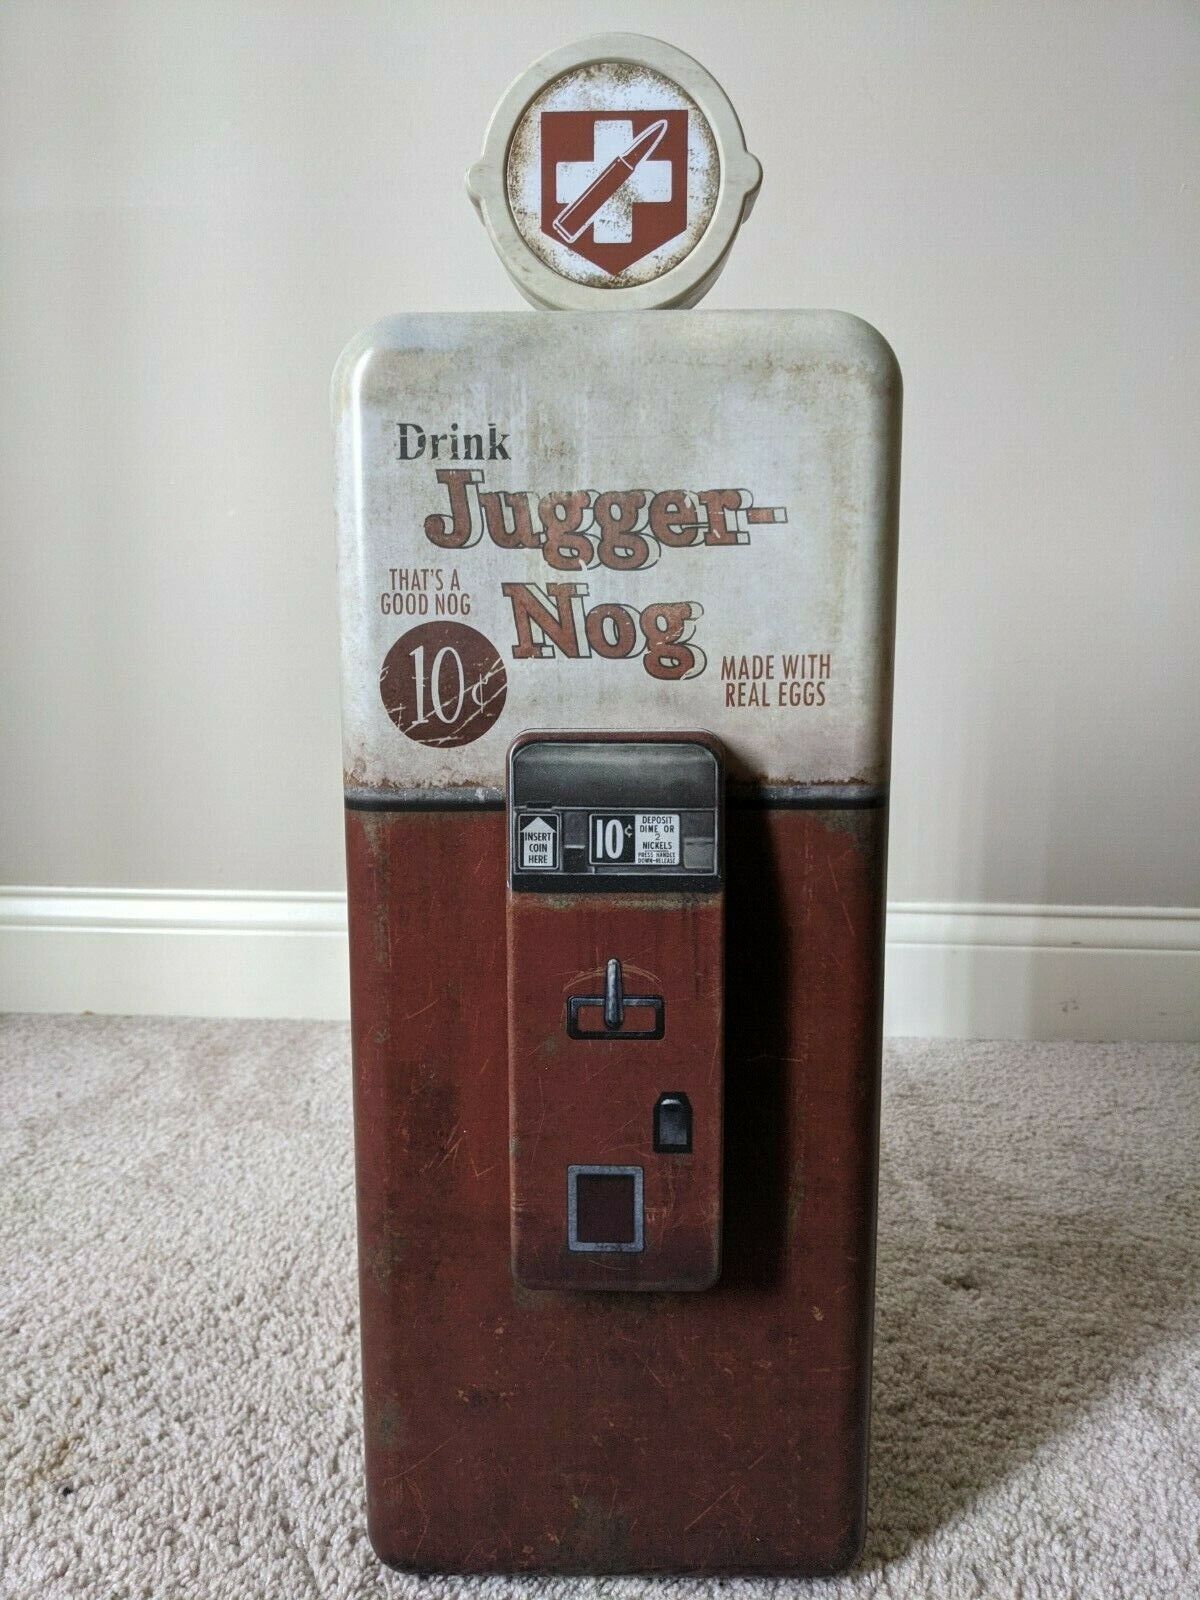 Drink
Jugger-
Nog
THAT'S A
GOOD NOG
10¢
MADE WITH
REAL EGGS
INSERT
COIN
HERE
10¢
DEPOSIT
DIME OR
2
NICKELS
PRESS HANDLE
DOWN-RELEASE